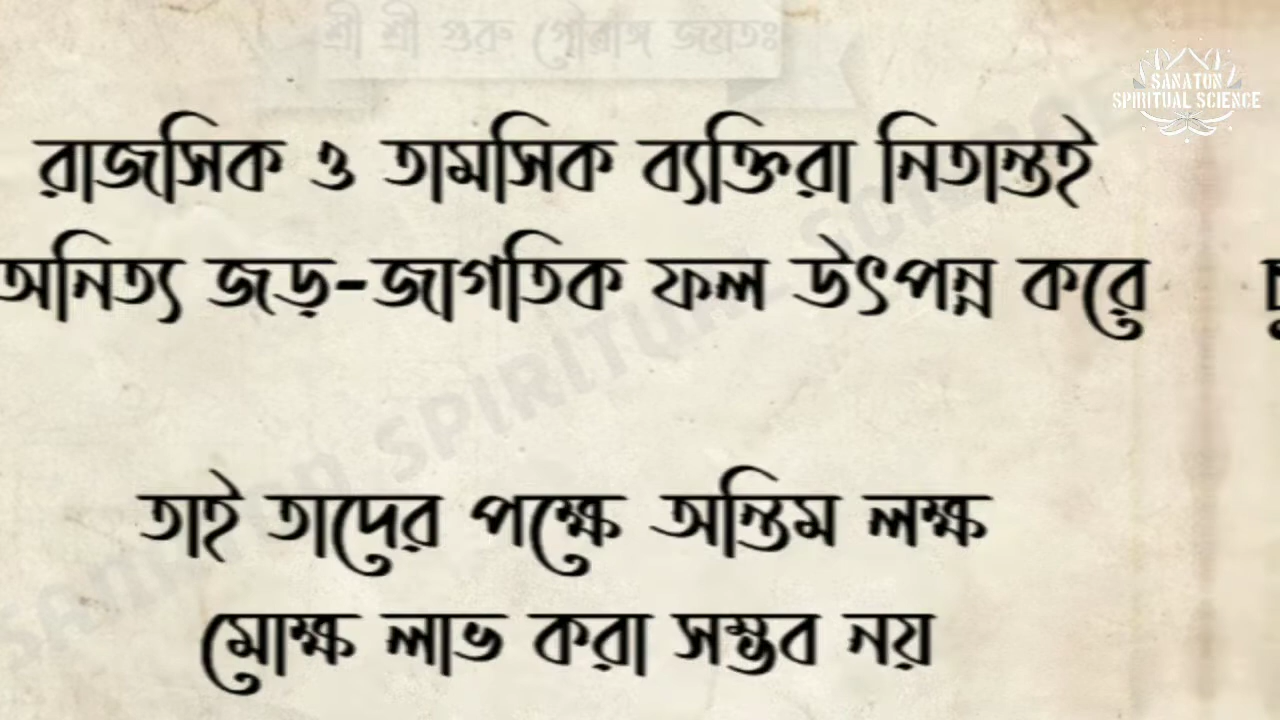 শ্রী শ্রী গুরু গৌরাঙ্গ জয়তঃ
SANATUN
SPIRITUAL SCIENCE
রাজসিক ও তামসিক ব্যক্তিরা নিতান্তই
অনিত্য জড়-জাগতিক ফল উৎপন্ন করে
তাই তাদের পক্ষে অন্তিম লক্ষ
মোক্ষ লাভ করা সম্ভব নয়